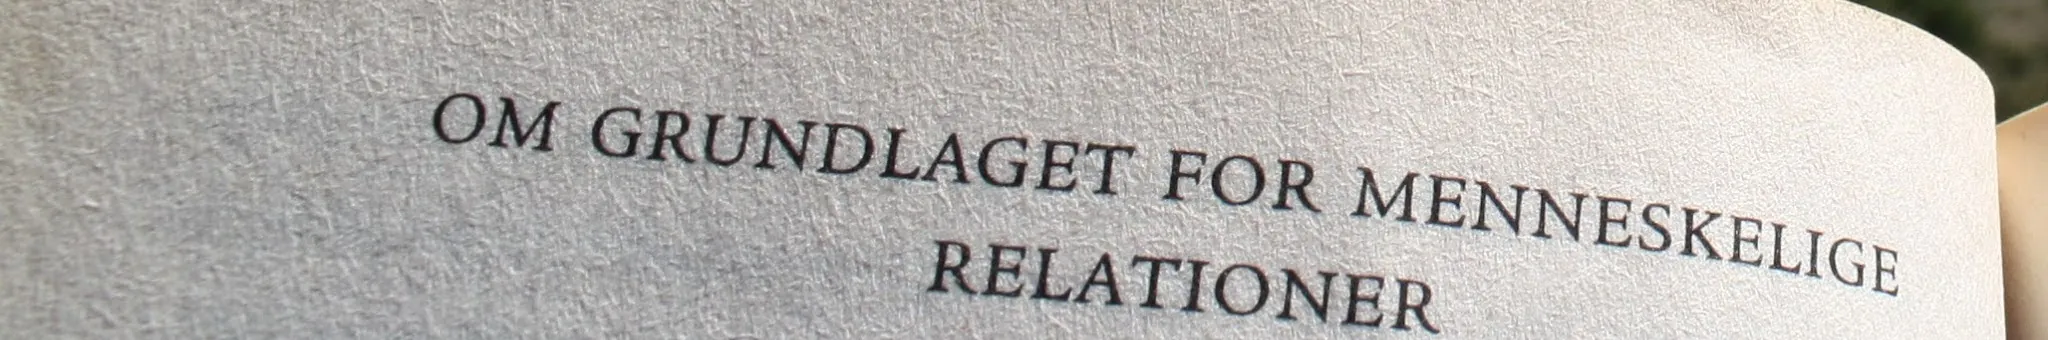 OM GRUNDLAGET FOR MENNESKELIGE
RELATIONER